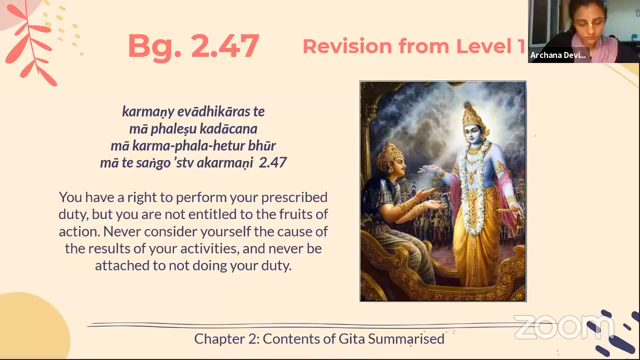 Bg. 2.47
Revision from Level 1
Archana Devi...
karmaṇy evādhikāras te
mā phaleṣu kadācana
mā karma-phala-hetur bhūr
mā te saṅgo 'stv akarmaṇi 2.47
You have a right to perform your prescribed
duty, but you are not entitled to the fruits of
action. Never consider yourself the cause of
the results of your activities, and never be
attached to not doing your duty.
zoom
Chapter 2: Contents of Gita Summarised